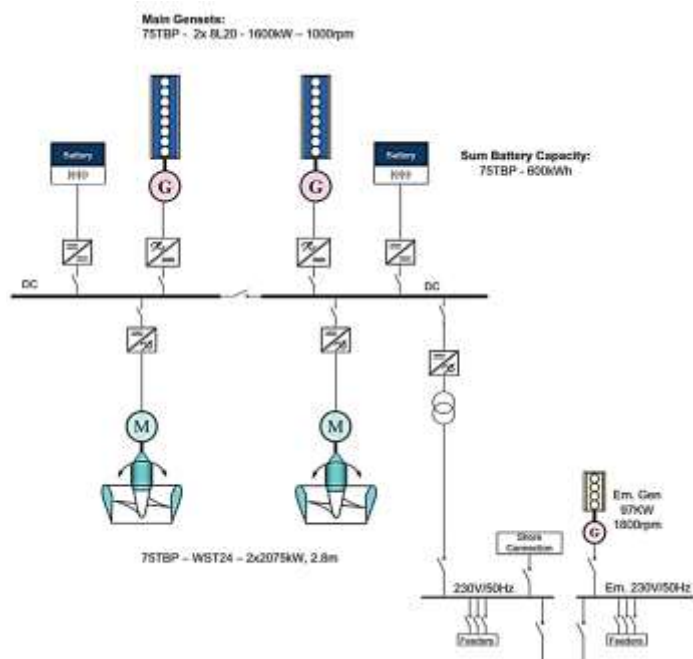 Main Gensets:
75TBP - 2x 8L20 - 1600kW – 1000rpm
Battery
Battery
Sum Battery Capacity:
75TBP - 600kWh
G
G
DC
DC
M
M
75TBP – WST24 – 2x2075kW, 2.8m
Em. Gen
97KW
1800rpm
G
Shore
Connection
230V/50Hz
Em. 230V/50Hz
Feeders
Feeders